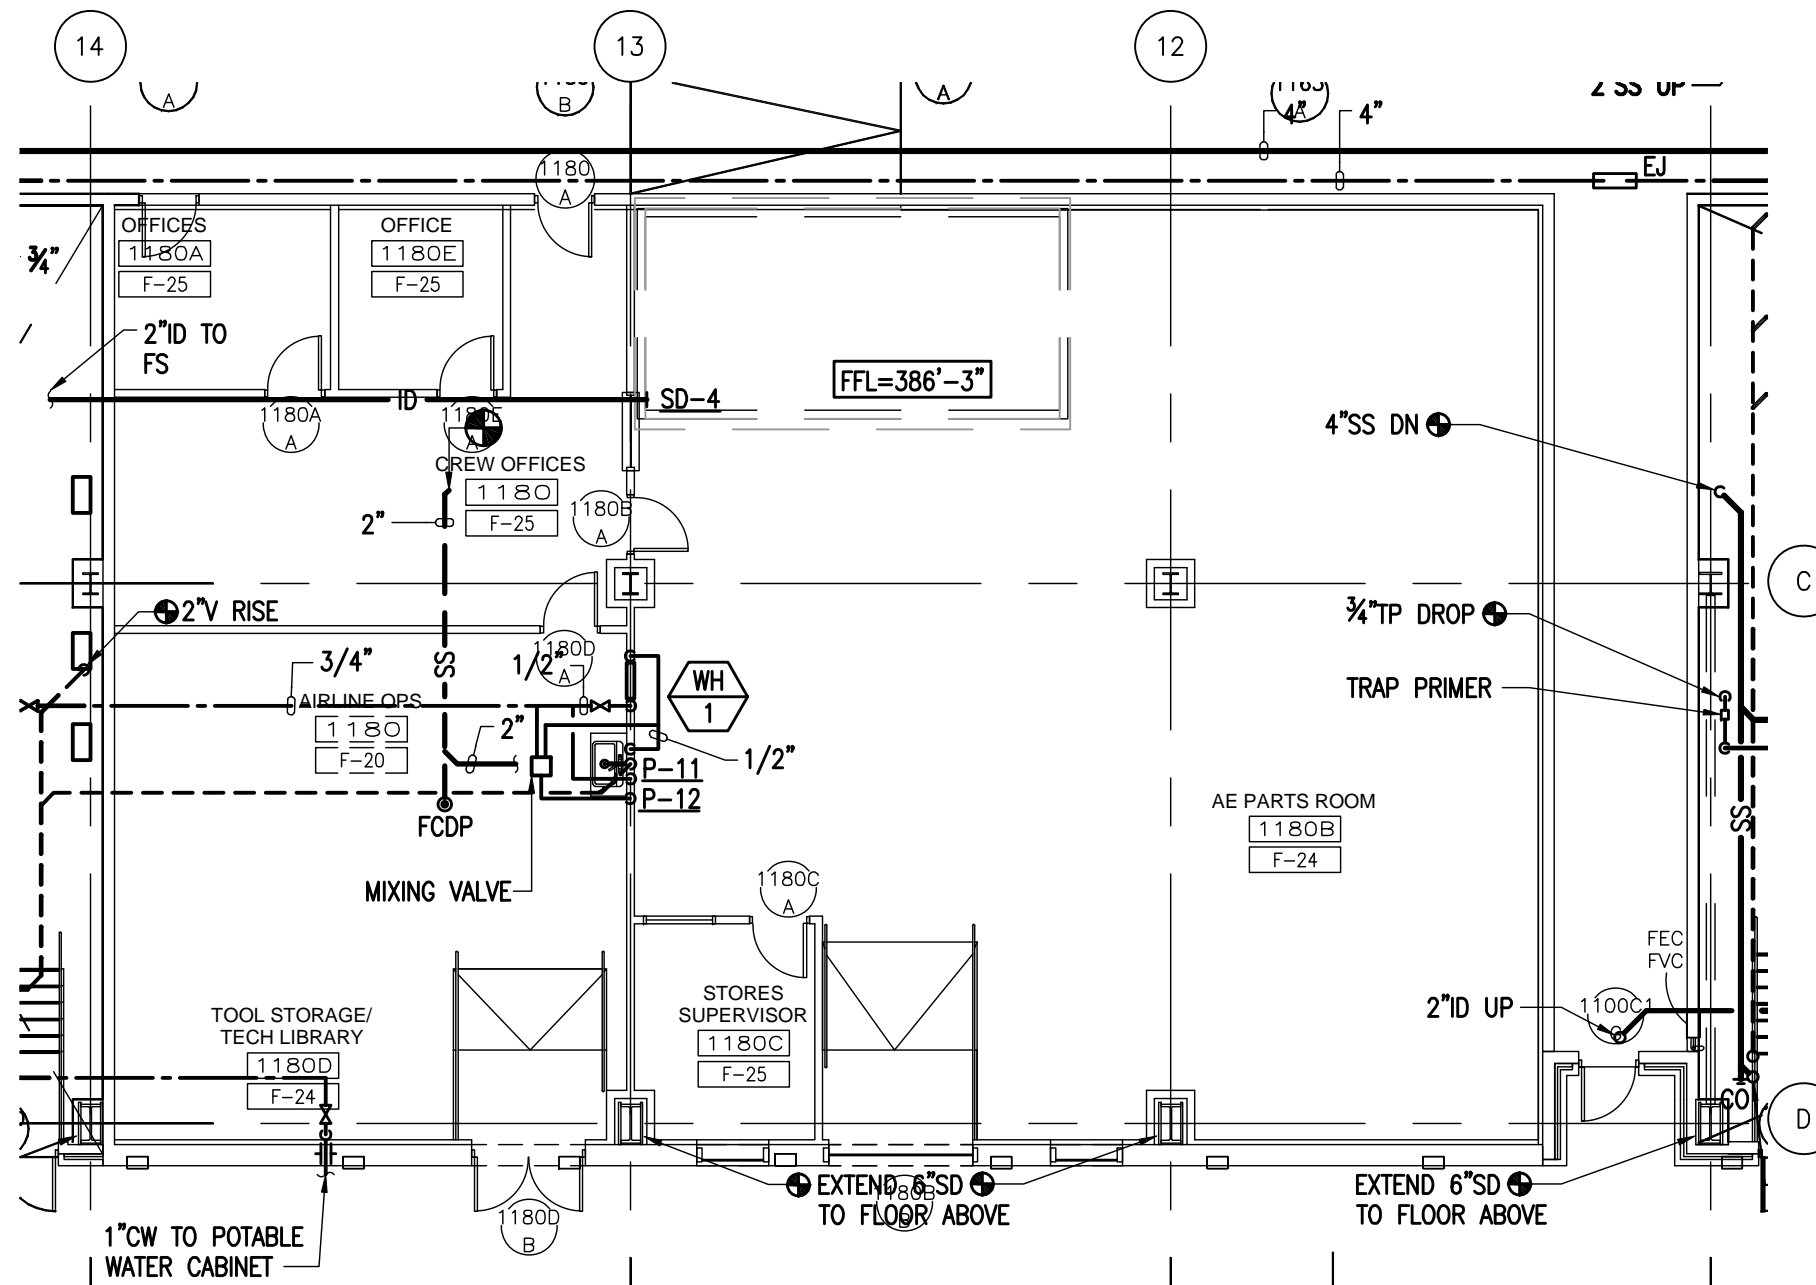 14
13
12
A
1180
B
A
1165
A
2"SS UP
4"
4"
EJ
1180
A
OFFICES
1180A
F-25
OFFICE
1180E
F-25
3/4"
2"ID TO
FS
ID
SD-4
FFL=386'-3"
1180A
A
1180E
A
4"SS DN
CREW OFFICES
1180
F-25
1180B
A
2"
C
2"V RISE
3/4"TP DROP
1180D
A
3/4"
1/2"
SS
WH
1
TRAP PRIMER
AIRLINE OPS
1180
F-20
2"
1/2"
P-11
P-12
FCDP
AE PARTS ROOM
1180B
F-24
SS
MIXING VALVE
1180C
A
FEC
FVC
TOOL STORAGE/
TECH LIBRARY
1180D
F-24
STORES
SUPERVISOR
1180C
F-25
2"ID UP
1100C1
CO
D
EXTEND 6"SD
TO FLOOR ABOVE
1180B
B
EXTEND 6"SD
TO FLOOR ABOVE
1180D
B
1"CW TO POTABLE
WATER CABINET